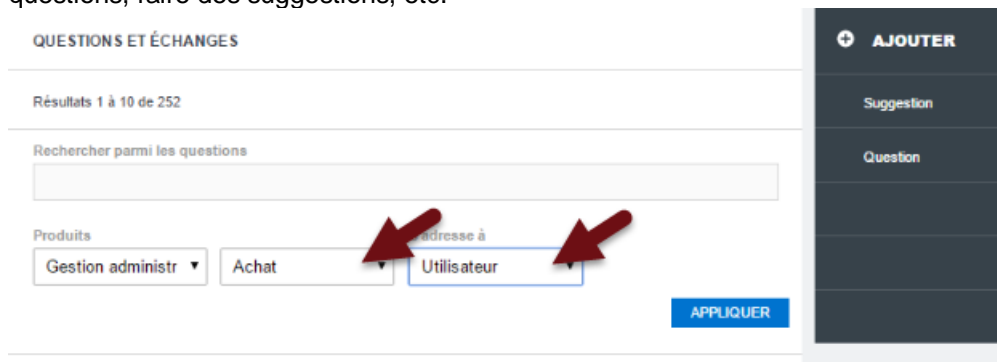 questions, faire des suggestions, etc.
QUESTIONS ET ÉCHANGES
AJOUTER
Résultats 1 à 10 de 252
Suggestion
Rechercher parmi les questions
Question
Produits
adresse à
Gestion administr
Achat
Utilisateur
APPLIQUER